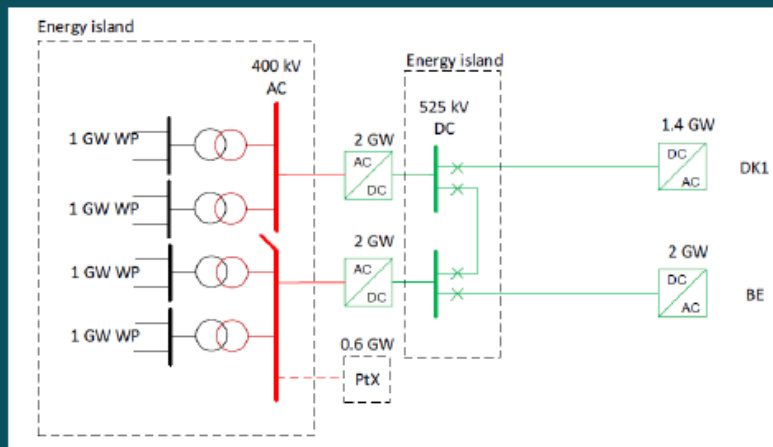 Energy island
400 kV
AC
Energy island
525 kV
DC
1 GW WP
1 GW WP
1 GW WP
1 GW WP
2 GW
AC
DC
2 GW
AC
DC
0.6 GW
PtX
1.4 GW
DC
AC
DK1
2 GW
DC
AC
BE